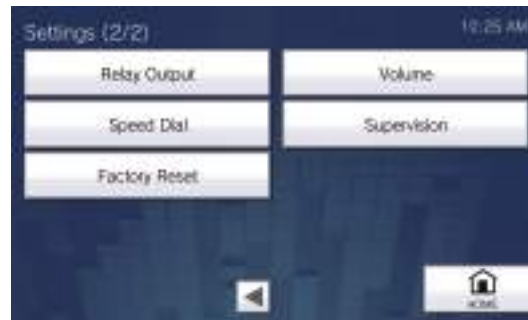 Settings (2/2)
10:25 AM
Relay Output
Volume
Speed Dial
Supervision
Factory Reset
HOME